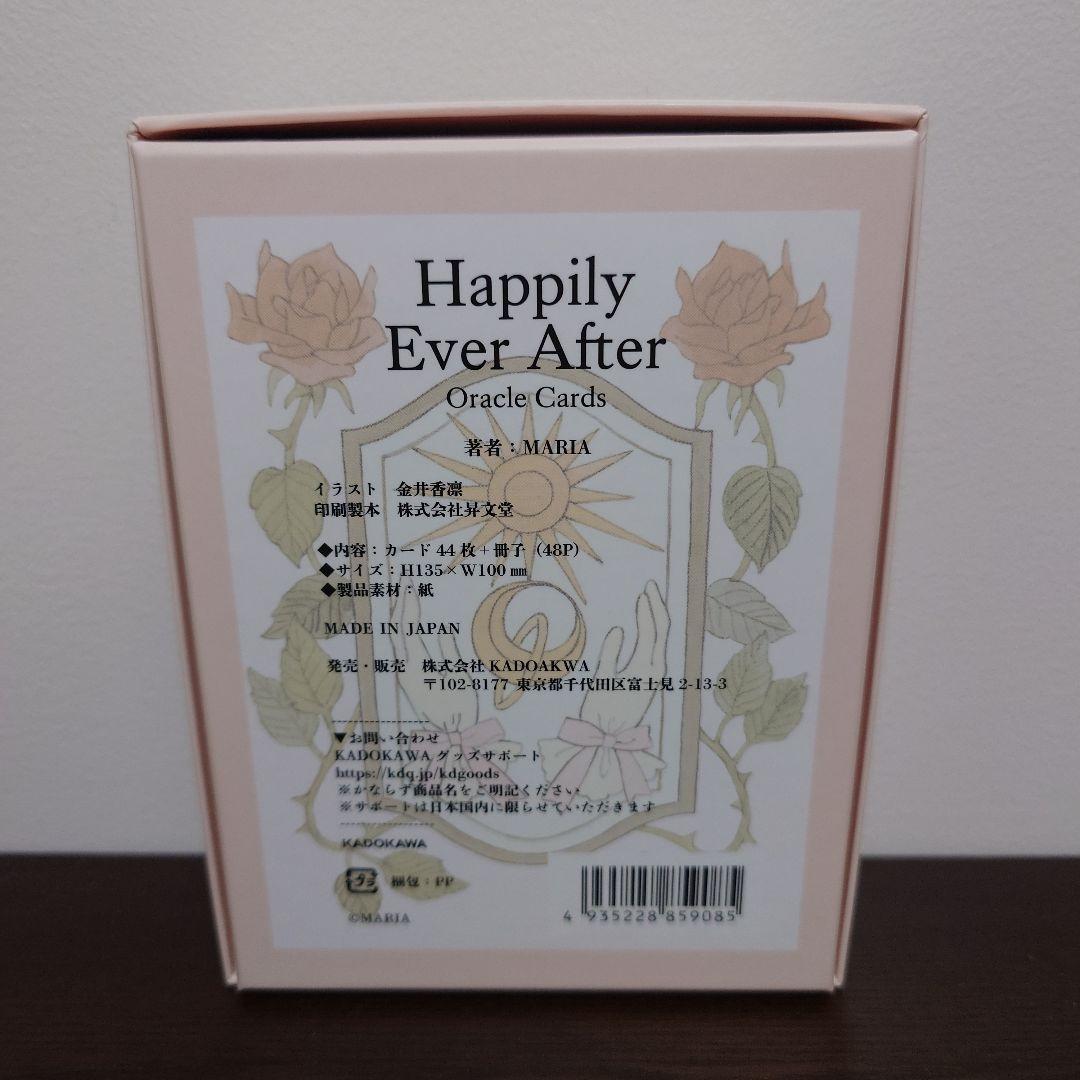 Happily
Ever After
Oracle Cards
著者：MARIA
イラスト　金井香凛
印刷製本　株式会社昇文堂
◆内容：カード 44 枚 + 冊子（48P）
◆サイズ：H135×W100 ㎜
◆製品素材：紙
MADE IN JAPAN
発売・販売　株式会社 KADOAKWA
〒102-8177 東京都千代田区富士見 2-13-3
--------------------
▼お問い合わせ
KADOKAWA グッズサポート
https://kdq.jp/kdgoods
※かならず商品名をご明記ください
※サポートは日本国内に限らせていただきます
--------------------
KADOKAWA
プラ 梱包：PP
©MARIA
4 935228 859085